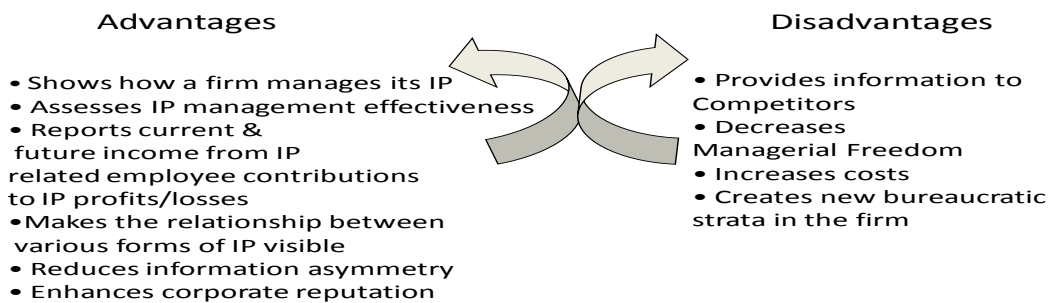 Advantages
• Shows how a firm manages its IP
• Assesses IP management effectiveness
• Reports current &
future income from IP
related employee contributions
to IP profits/losses
•Makes the relationship between
various forms of IP visible
• Reduces information asymmetry
• Enhances corporate reputation
Disadvantages
• Provides information to
Competitors
• Decreases
Managerial Freedom
• Increases costs
• Creates new bureaucratic
strata in the firm